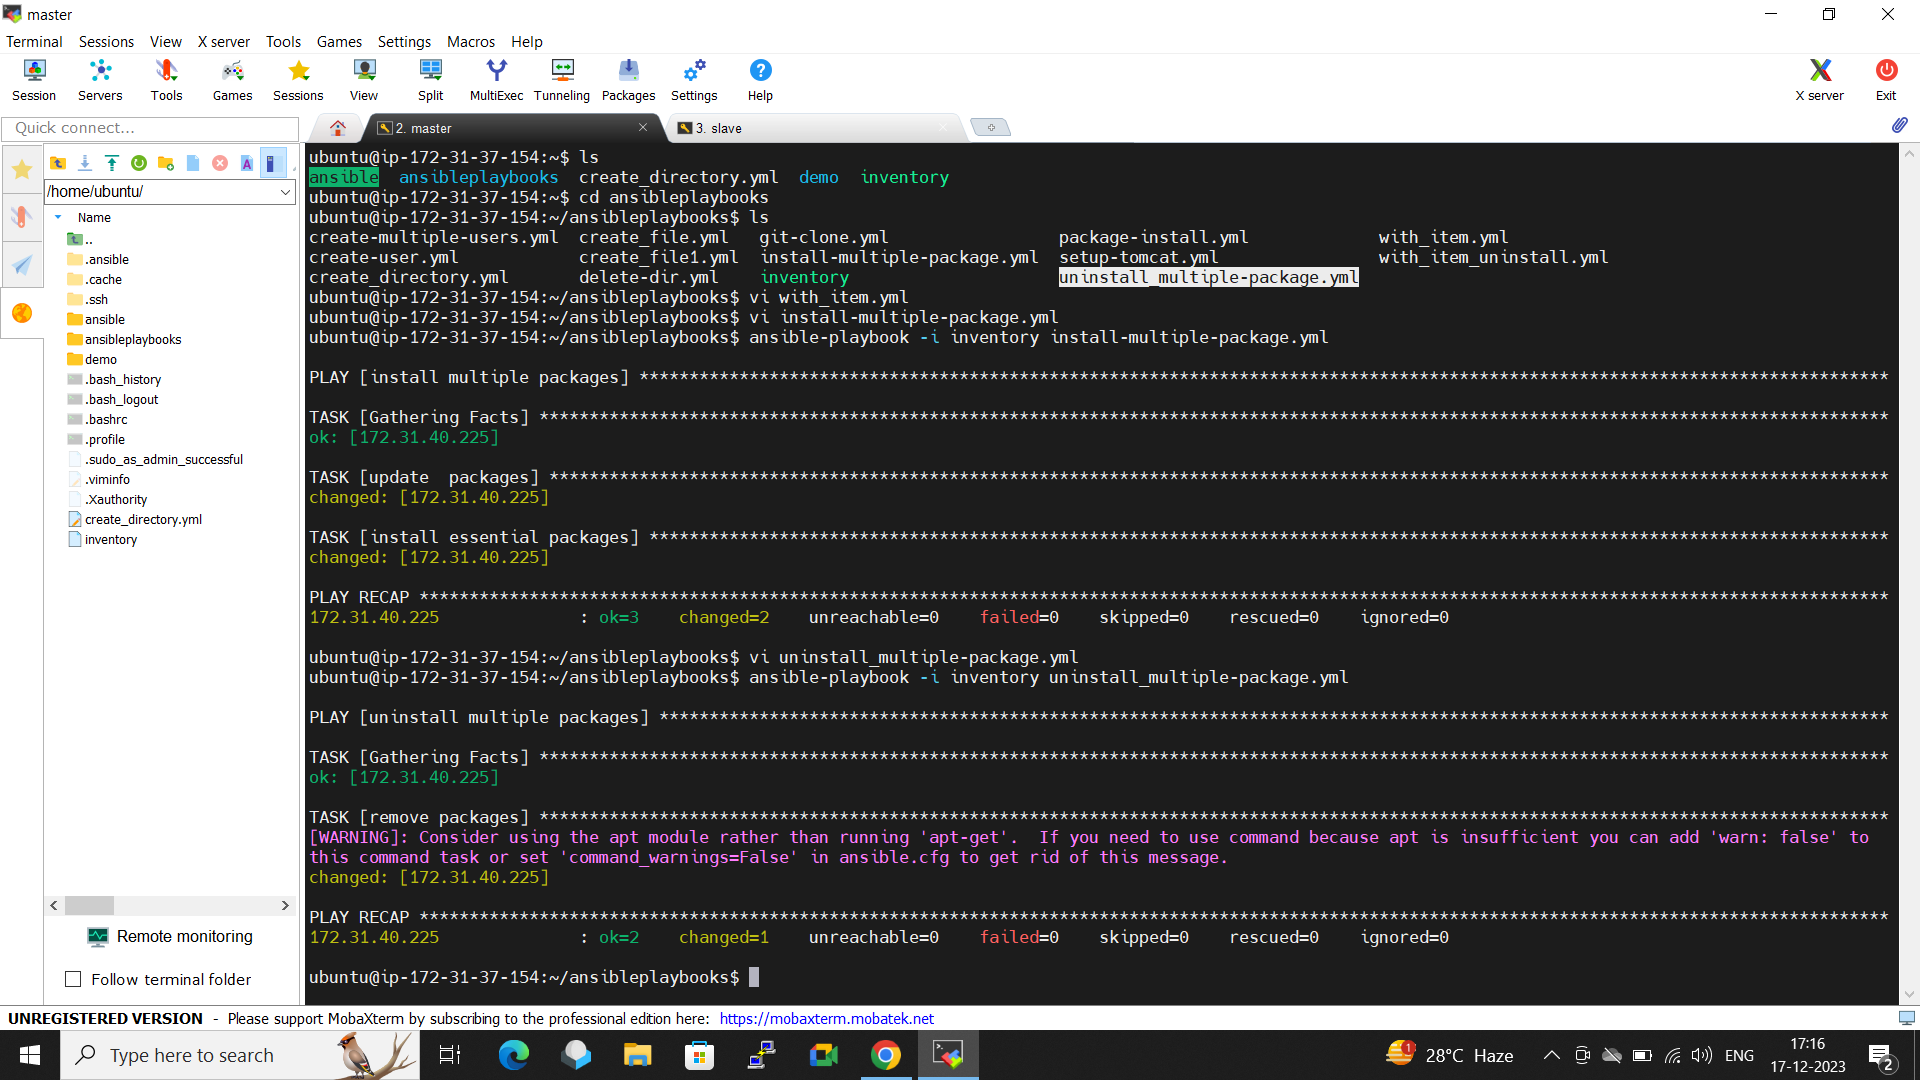 master
Terminal Sessions View X server Tools Games Settings Macros Help
Session Servers Tools Games Sessions View Split MultiExec Tunneling Packages Settings Help X server Exit
Quick connect...
2. master
3. slave
/home/ubuntu/
Name
..
.ansible
.cache
.ssh
ansible
ansibleplaybooks
demo
.bash_history
.bash_logout
.bashrc
.profile
.sudo_as_admin_successful
.viminfo
.Xauthority
create_directory.yml
inventory
Remote monitoring
Follow terminal folder
ubuntu@ip-172-31-37-154:~$ ls
ansible ansibleplaybooks create_directory.yml demo inventory
ubuntu@ip-172-31-37-154:~$ cd ansibleplaybooks
ubuntu@ip-172-31-37-154:~/ansibleplaybooks$ ls
create-multiple-users.yml create_file.yml git-clone.yml package-install.yml with_item.yml
create-user.yml create_file1.yml install-multiple-package.yml setup-tomcat.yml with_item_uninstall.yml
create_directory.yml delete-dir.yml inventory uninstall_multiple-package.yml
ubuntu@ip-172-31-37-154:~/ansibleplaybooks$ vi with_item.yml
ubuntu@ip-172-31-37-154:~/ansibleplaybooks$ vi install-multiple-package.yml
ubuntu@ip-172-31-37-154:~/ansibleplaybooks$ ansible-playbook -i inventory install-multiple-package.yml
PLAY [install multiple packages] *****************************************************************************************************************************
TASK [Gathering Facts] ***************************************************************************************************************************************
ok: [172.31.40.225]
TASK [update  packages] **************************************************************************************************************************************
changed: [172.31.40.225]
TASK [install essential packages] ****************************************************************************************************************************
changed: [172.31.40.225]
PLAY RECAP ***************************************************************************************************************************************************
172.31.40.225 : ok=3 changed=2 unreachable=0 failed=0 skipped=0 rescued=0 ignored=0
ubuntu@ip-172-31-37-154:~/ansibleplaybooks$ vi uninstall_multiple-package.yml
ubuntu@ip-172-31-37-154:~/ansibleplaybooks$ ansible-playbook -i inventory uninstall_multiple-package.yml
PLAY [uninstall multiple packages] ***************************************************************************************************************************
TASK [Gathering Facts] ***************************************************************************************************************************************
ok: [172.31.40.225]
TASK [remove packages] ***************************************************************************************************************************************
[WARNING]: Consider using the apt module rather than running 'apt-get'.  If you need to use command because apt is insufficient you can add 'warn: false' to
this command task or set 'command_warnings=False' in ansible.cfg to get rid of this message.
changed: [172.31.40.225]
PLAY RECAP ***************************************************************************************************************************************************
172.31.40.225 : ok=2 changed=1 unreachable=0 failed=0 skipped=0 rescued=0 ignored=0
ubuntu@ip-172-31-37-154:~/ansibleplaybooks$
UNREGISTERED VERSION - Please support MobaXterm by subscribing to the professional edition here: https://mobaxterm.mobatek.net
Type here to search
1
28°C Haze
ENG
17:16
17-12-2023
2